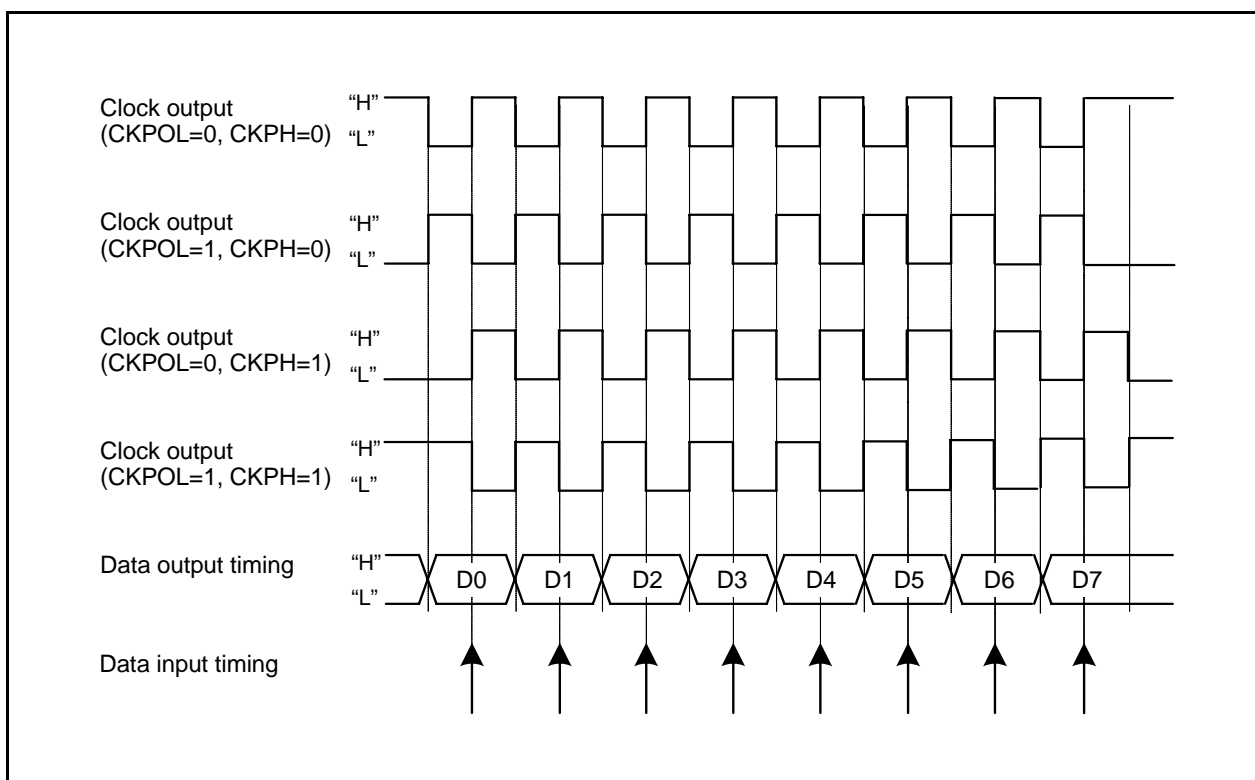 Clock output
(CKPOL=0, CKPH=0)
“H”
“L”
Clock output
(CKPOL=1, CKPH=0)
“H”
“L”
Clock output
(CKPOL=0, CKPH=1)
“H”
“L”
Clock output
(CKPOL=1, CKPH=1)
“H”
“L”
Data output timing
“H”
“L”
D0 D1 D2 D3 D4 D5 D6 D7
Data input timing